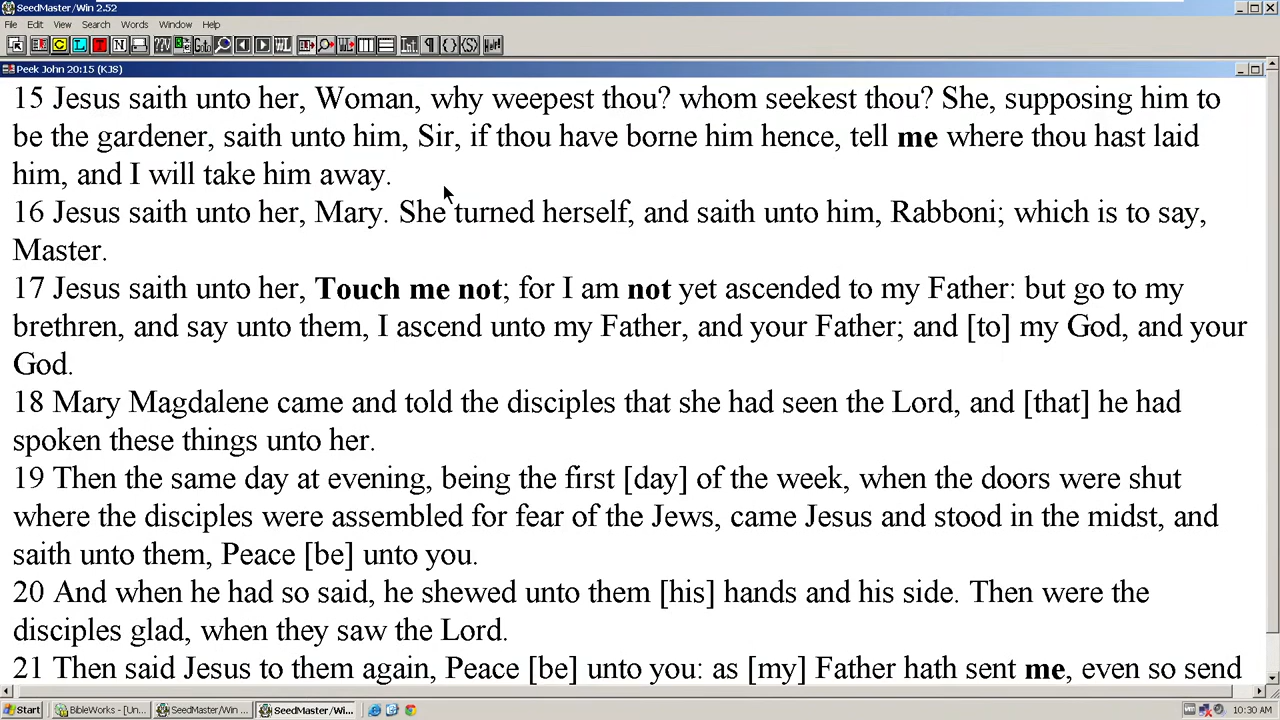 SeedMaster/Win 2.52
File Edit View Search Words Options Window Help
Peek John 20:15 (KJS)
15 Jesus saith unto her, Woman, why weepest thou? whom seekest thou? She, supposing him to
be the gardener, saith unto him, Sir, if thou have borne him hence, tell me where thou hast laid
him, and I will take him away.
16 Jesus saith unto her, Mary. She turned herself, and saith unto him, Rabboni; which is to say,
Master.
17 Jesus saith unto her, Touch me not; for I am not yet ascended to my Father: but go to my
brethren, and say unto them, I ascend unto my Father, and your Father; and [to] my God, and your
God.
18 Mary Magdalene came and told the disciples that she had seen the Lord, and [that] he had
spoken these things unto her.
19 Then the same day at evening, being the first [day] of the week, when the doors were shut
where the disciples were assembled for fear of the Jews, came Jesus and stood in the midst, and
saith unto them, Peace [be] unto you.
20 And when he had so said, he shewed unto them [his] hands and his side. Then were the
disciples glad, when they saw the Lord.
21 Then said Jesus to them again, Peace [be] unto you: as [my] Father hath sent me, even so send
Start BibleWorks - [Un... SeedMaster/Win ... SeedMaster/Wi... 10:30 AM